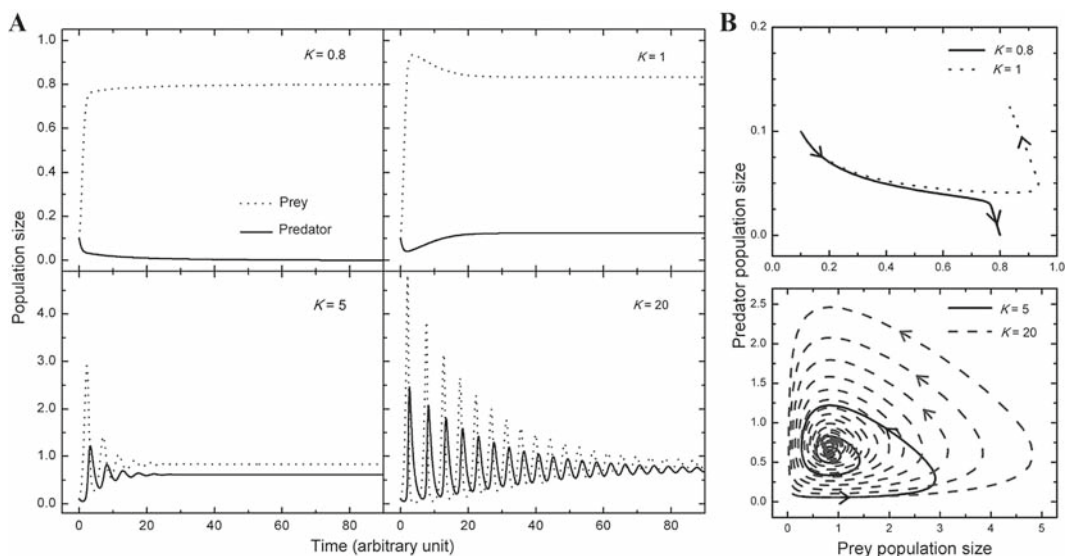 A
B
K = 0.8
K = 1
1.0
0.8
0.6
0.4
0.2
0.0
Prey
Predator
K = 5
K = 20
4.0
3.0
2.0
1.0
0.0
0 20 40 60 80
0 20 40 60 80
Population size
Time (arbitrary unit)
K = 0.8
K = 1
0.2
0.1
0.0
0.0 0.2 0.4 0.6 0.8 1.0
K = 5
K = 20
2.5
2.0
1.5
1.0
0.5
0.0
0 1 2 3 4 5
Predator population size
Prey population size